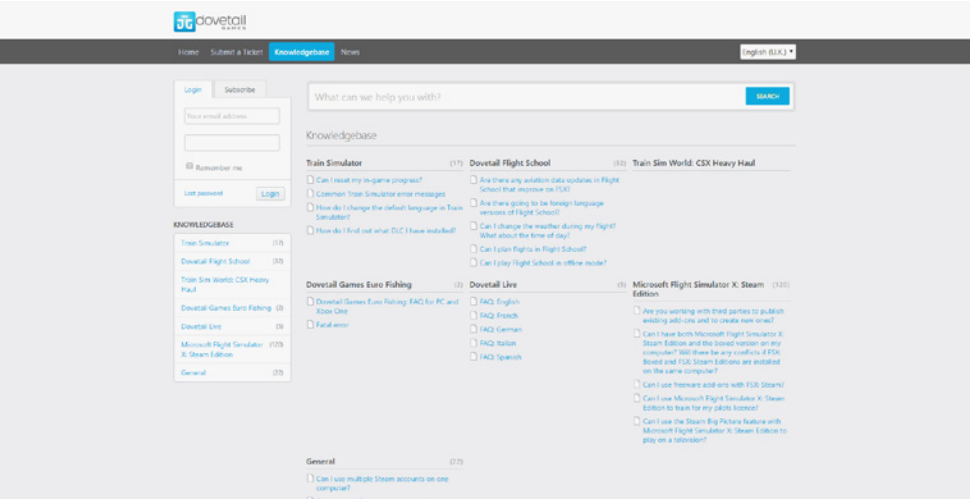 dovetail
GAMES
Home Submit a Ticket Knowledgebase News English (U.K.)
Login Subscribe
Your email address
Remember me
Lost password Login
KNOWLEDGEBASE
Train Simulator (17)
Dovetail Flight School (32)
Train Sim World: CSX Heavy
Haul
Dovetail Games Euro Fishing (2)
Dovetail Live (5)
Microsoft Flight Simulator
X: Steam Edition
General (22)
What can we help you with? SEARCH
Knowledgebase
Train Simulator (17)
Can I reset my in-game progress?
Common Train Simulator error messages
How do I change the default language in Train
Simulator?
How do I find out what DLC I have installed?
Dovetail Flight School (32)
Are there any aviation data updates in Flight
School that improve on FSX?
Are there going to be foreign language
versions of Flight School?
Can I change the weather during my flight?
What about the time of day?
Can I plan flights in Flight School?
Can I play Flight School in offline mode?
Train Sim World: CSX Heavy Haul
Dovetail Games Euro Fishing (2)
Dovetail Games Euro Fishing: FAQ for PC and
Xbox One
Fatal error
Dovetail Live (5)
FAQ: English
FAQ: French
FAQ: German
FAQ: Italian
FAQ: Spanish
Microsoft Flight Simulator X: Steam
Edition
Are you working with third parties to publish
existing add-ons and to create new ones?
Can I have both Microsoft Flight Simulator X:
Steam Edition and the boxed version on my
computer? Will there be any conflicts if FSX:
Boxed and FSX: Steam Editions are installed
on the same computer?
Can I use freeware add-ons with FSX: Steam?
Can I use Microsoft Flight Simulator X: Steam
Edition to train for my pilots licence?
Can I use the Steam Big Picture feature with
Microsoft Flight Simulator X: Steam Edition to
play on a television?
General (22)
Can I use multiple Steam accounts on one
computer?